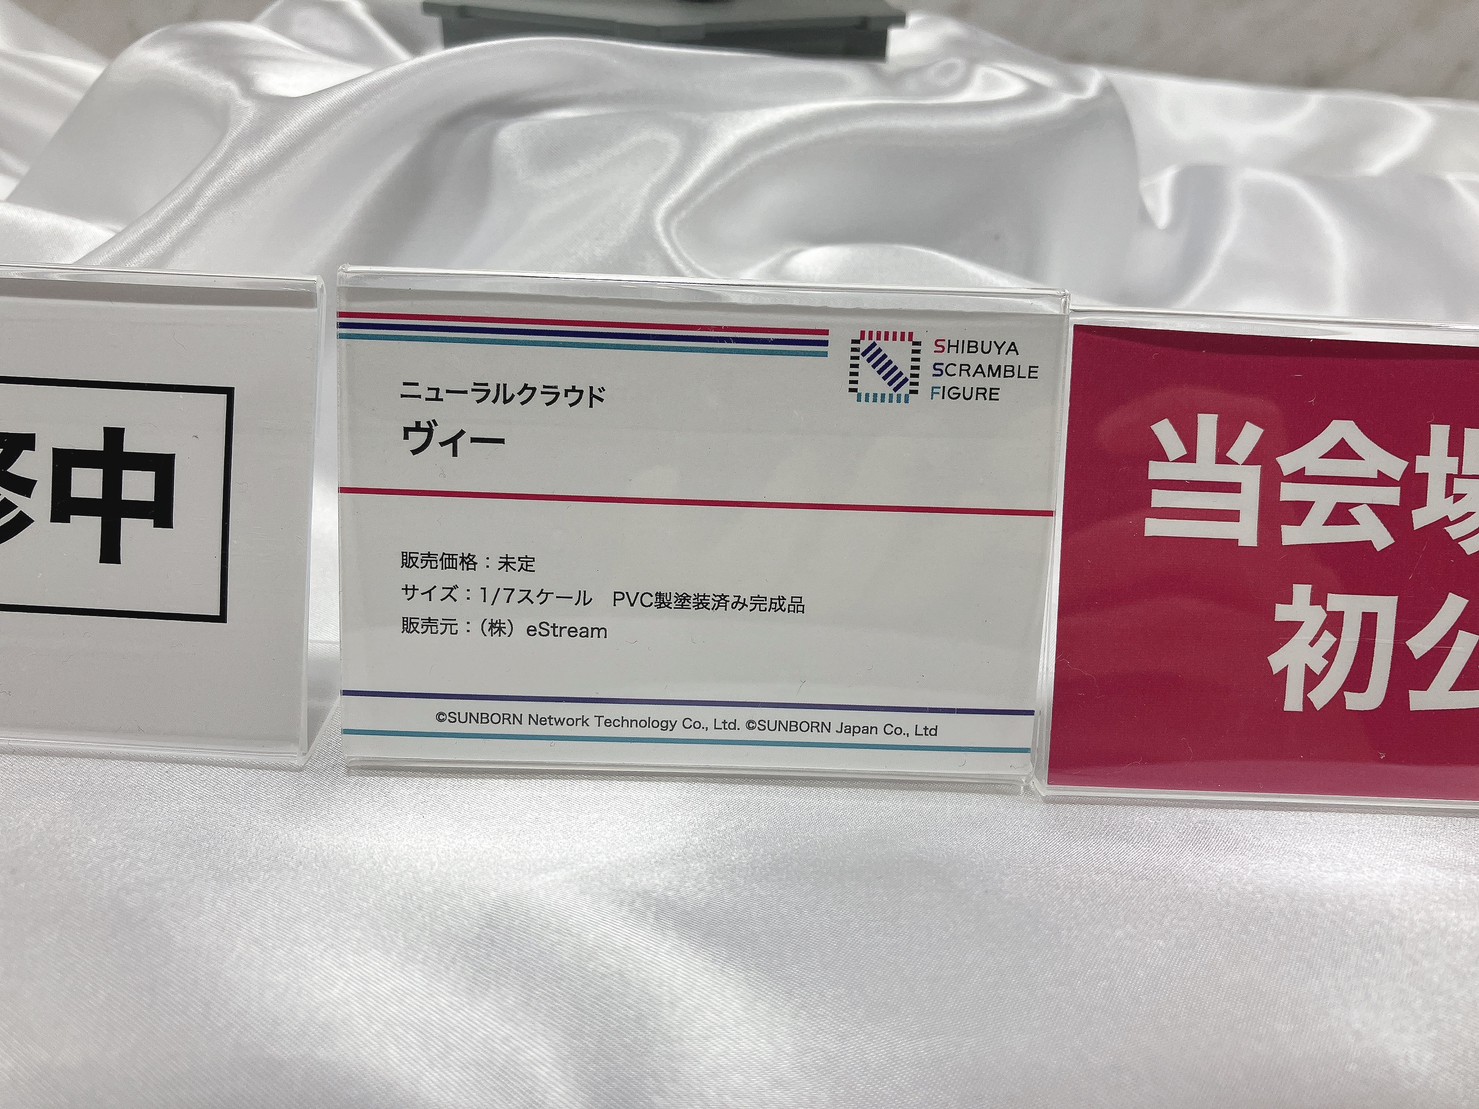 修中
ニューラルクラウド
ヴィー
SHIBUYA
SCRAMBLE
FIGURE
販売価格：未定
サイズ：1/7スケール　PVC製塗装済み完成品
販売元：（株）eStream
©SUNBORN Network Technology Co., Ltd. ©SUNBORN Japan Co., Ltd
当会場
初公